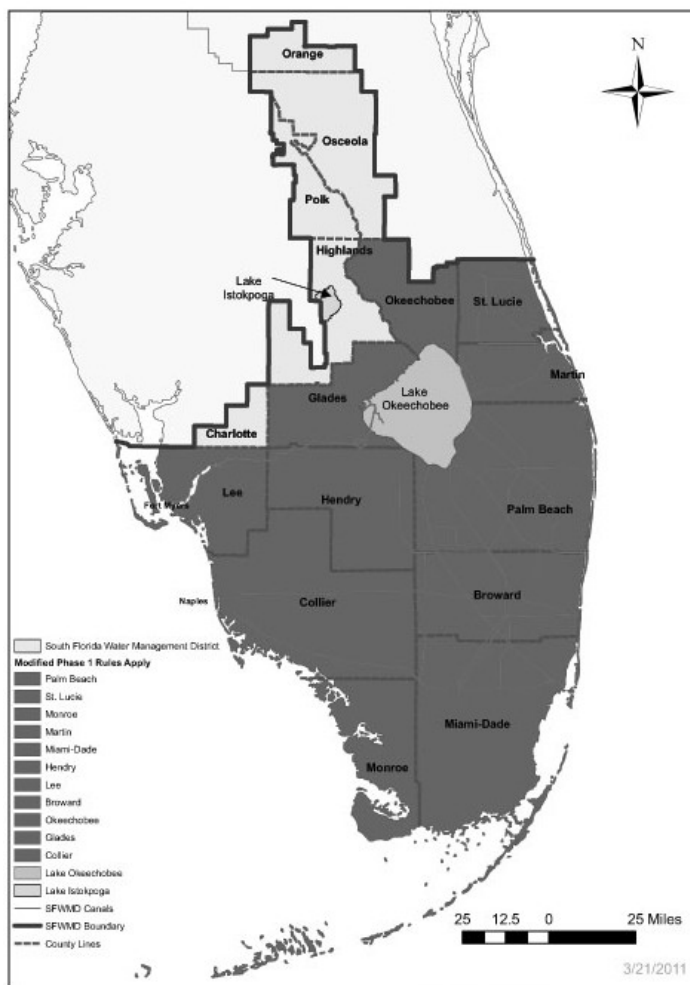 N
Orange
Osceola
Polk
Highlands
Lake
Istokpoga
Okeechobee
St. Lucie
Martin
Glades
Lake
Okeechobee
Charlotte
Lee
Fort Myers
Hendry
Palm Beach
Naples
Collier
Broward
Miami-Dade
Monroe
South Florida Water Management District
Modified Phase 1 Rules Apply
Palm Beach
St. Lucie
Monroe
Martin
Miami-Dade
Hendry
Lee
Broward
Okeechobee
Glades
Collier
Lake Okeechobee
Lake Istokpoga
SFWMD Canals
SFWMD Boundary
County Lines
25 12.5 0 25 Miles
3/21/2011